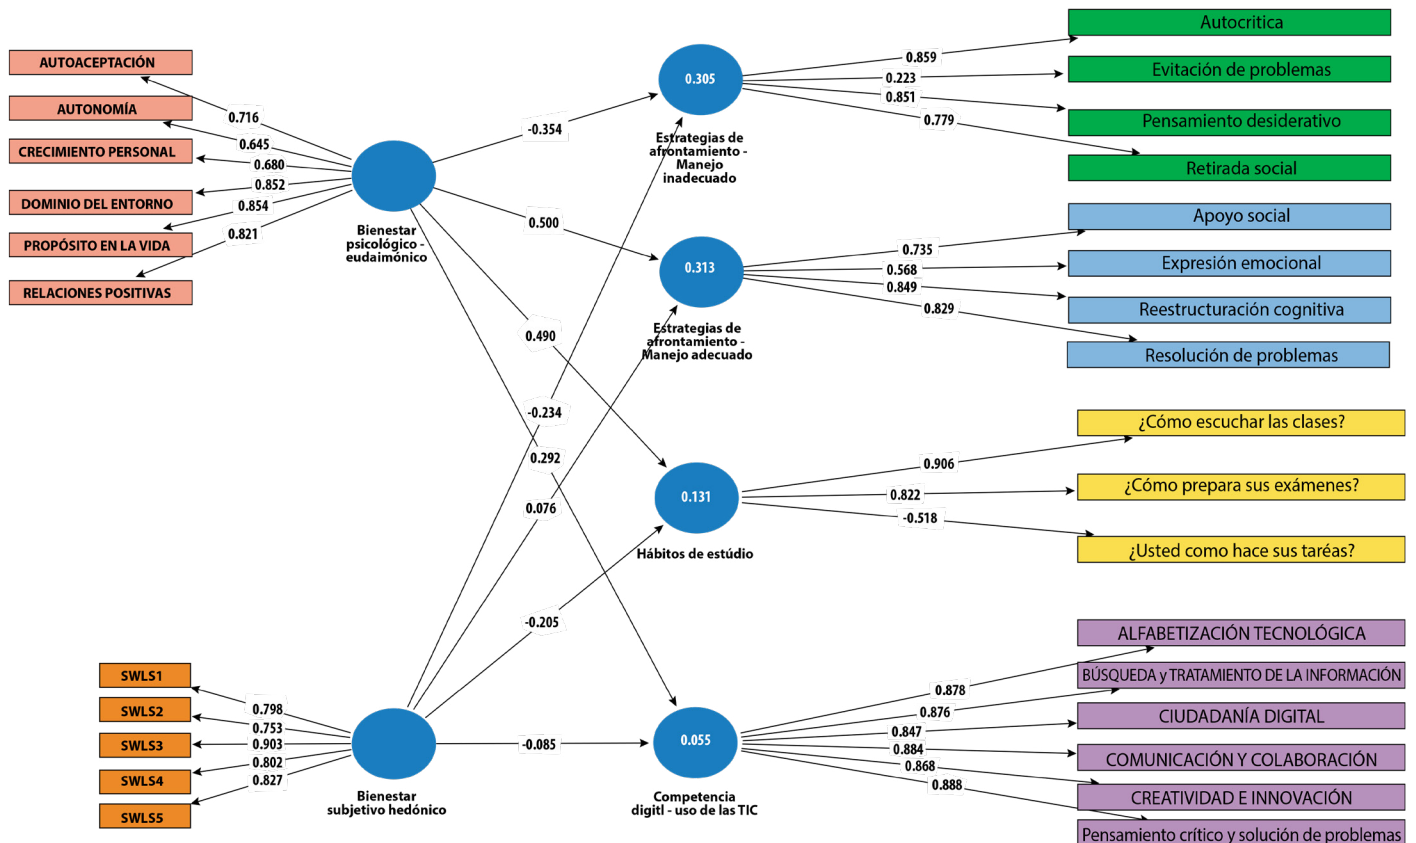 AUTOACEPTACIÓN
AUTONOMÍA
CRECIMIENTO PERSONAL
DOMINIO DEL ENTORNO
PROPÓSITO EN LA VIDA
RELACIONES POSITIVAS
0.716
0.645
0.680
0.852
0.854
0.821
Bienestar
psicológico -
eudaimónico
SWLS1
SWLS2
SWLS3
SWLS4
SWLS5
0.798
0.753
0.903
0.802
0.827
Bienestar
subjetivo hedónico
-0.354
0.500
0.490
-0.234
0.292
0.076
-0.205
-0.085
0.305
Estrategias de
afrontamiento -
Manejo
inadecuado
0.313
Estrategias de
afrontamiento -
Manejo adecuado
0.131
Hábitos de estúdio
0.055
Competencia
digitl - uso de las TIC
0.859
0.223
0.851
0.779
Autocritica
Evitación de problemas
Pensamiento desiderativo
Retirada social
0.735
0.568
0.849
0.829
Apoyo social
Expresión emocional
Reestructuración cognitiva
Resolución de problemas
0.906
0.822
-0.518
¿Cómo escuchar las clases?
¿Cómo prepara sus exámenes?
¿Usted como hace sus taréas?
0.878
0.876
0.847
0.884
0.868
0.888
ALFABETIZACIÓN TECNOLÓGICA
BÚSQUEDA y TRATAMIENTO DE LA INFORMACIÓN
CIUDADANÍA DIGITAL
COMUNICACIÓN Y COLABORACIÓN
CREATIVIDAD E INNOVACIÓN
Pensamiento crítico y solución de problemas